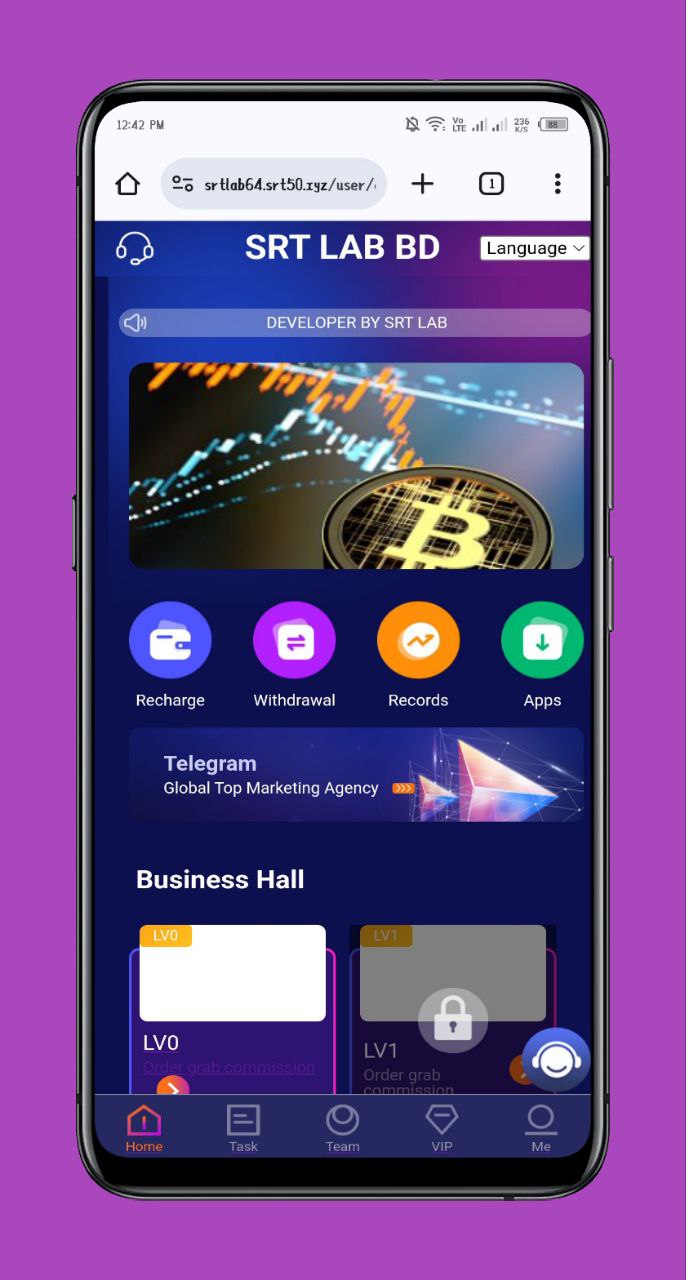 12:42 PM
Vo LTE
236 K/S
88
srtlab64.srt50.xyz/user/
1
SRT LAB BD
Language
DEVELOPER BY SRT LAB
Recharge
Withdrawal
Records
Apps
Telegram
Global Top Marketing Agency
Business Hall
LV0
LV1
LV0
Order grab commission
LV1
Order grab
commission
Home
Task
Team
VIP
Me